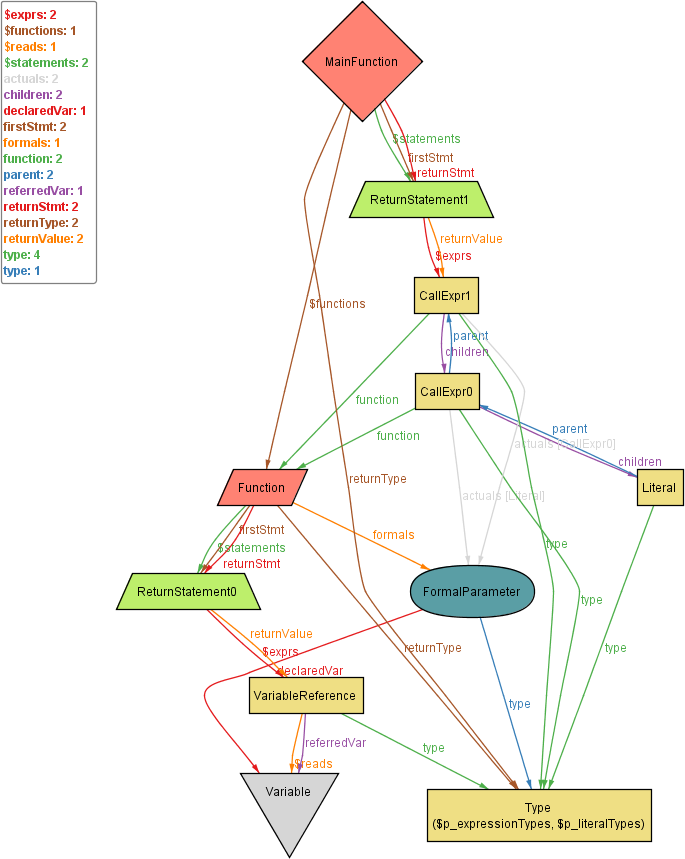 $exprs: 2
$functions: 1
$reads: 1
$statements: 2
actuals: 2
children: 2
declaredVar: 1
firstStmt: 2
formals: 1
function: 2
parent: 2
referredVar: 1
returnStmt: 2
returnType: 2
returnValue: 2
type: 4
type: 1
MainFunction
$statements
firstStmt
returnStmt
ReturnStatement1
returnValue
$exprs
CallExpr1
$functions
parent
children
CallExpr0
function
function
parent
actuals [CallExpr0]
children
returnType
Function
actuals [Literal]
Literal
firstStmt
$statements
returnStmt
formals
type
ReturnStatement0
FormalParameter
type
returnValue
$exprs
returnType
type
declaredVar
VariableReference
type
referredVar
type
$reads
Variable
Type
($p_expressionTypes, $p_literalTypes)